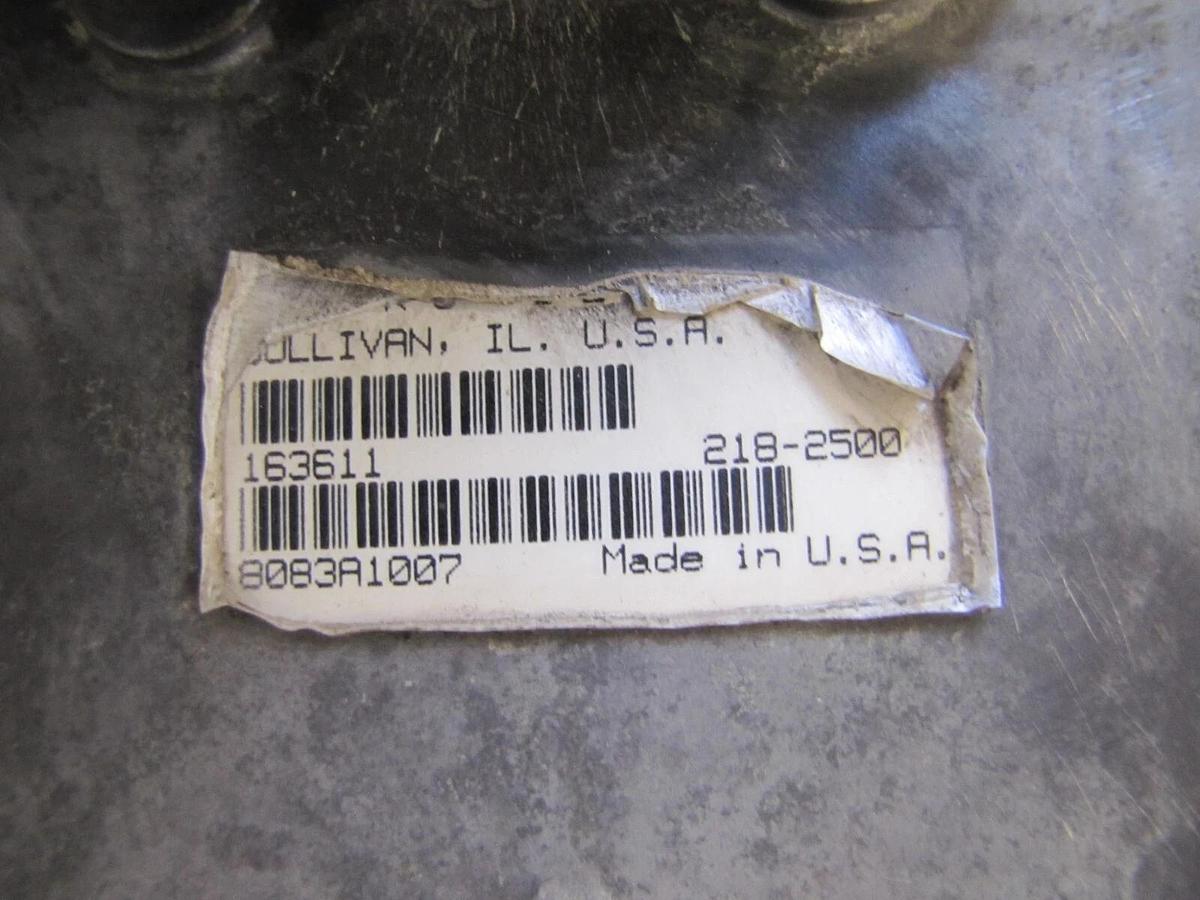 SULLIVAN, IL. U.S.A.
163611 218-2500
8083A1007 Made in U.S.A.